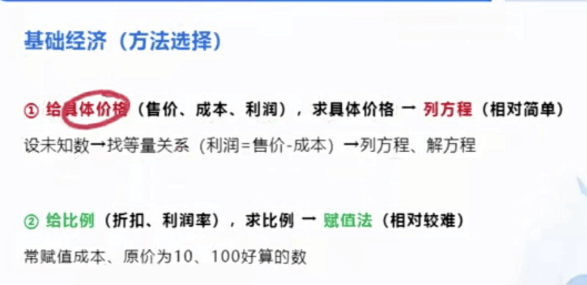 基础经济（方法选择）
① 给具体价格（售价、成本、利润），求具体价格 → 列方程（相对简单）
设未知数→找等量关系（利润=售价-成本）→列方程、解方程
② 给比例（折扣、利润率），求比例 → 赋值法（相对较难）
常赋值成本、原价为10、100好算的数